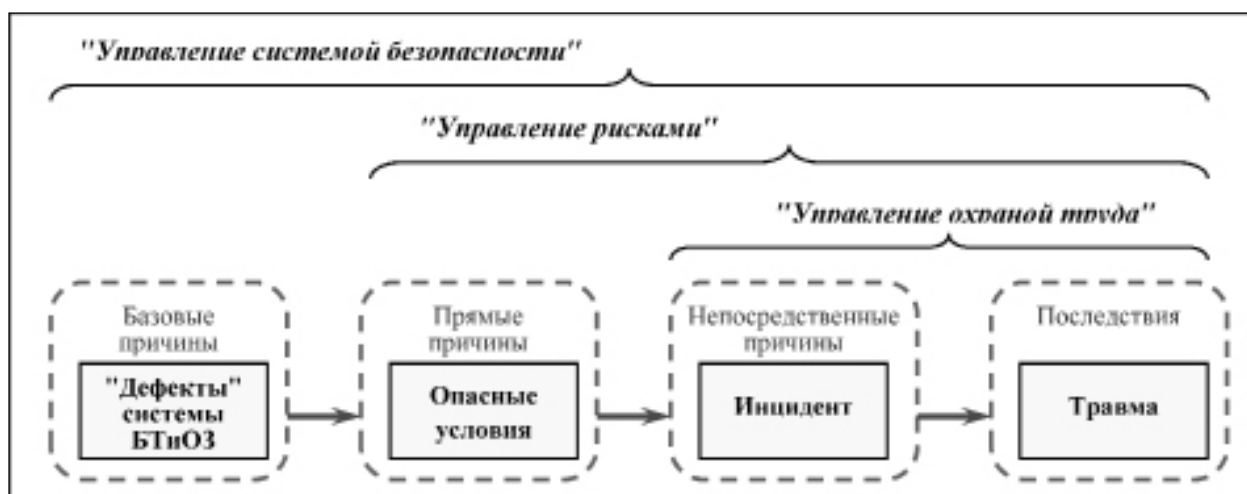 "Управление системой безопасности"
"Управление рисками"
"Управление охраной труда"
Базовые
причины
"Дефекты"
системы
БТиОЗ
Прямые
причины
Опасные
условия
Непосредственные
причины
Инцидент
Последствия
Травма